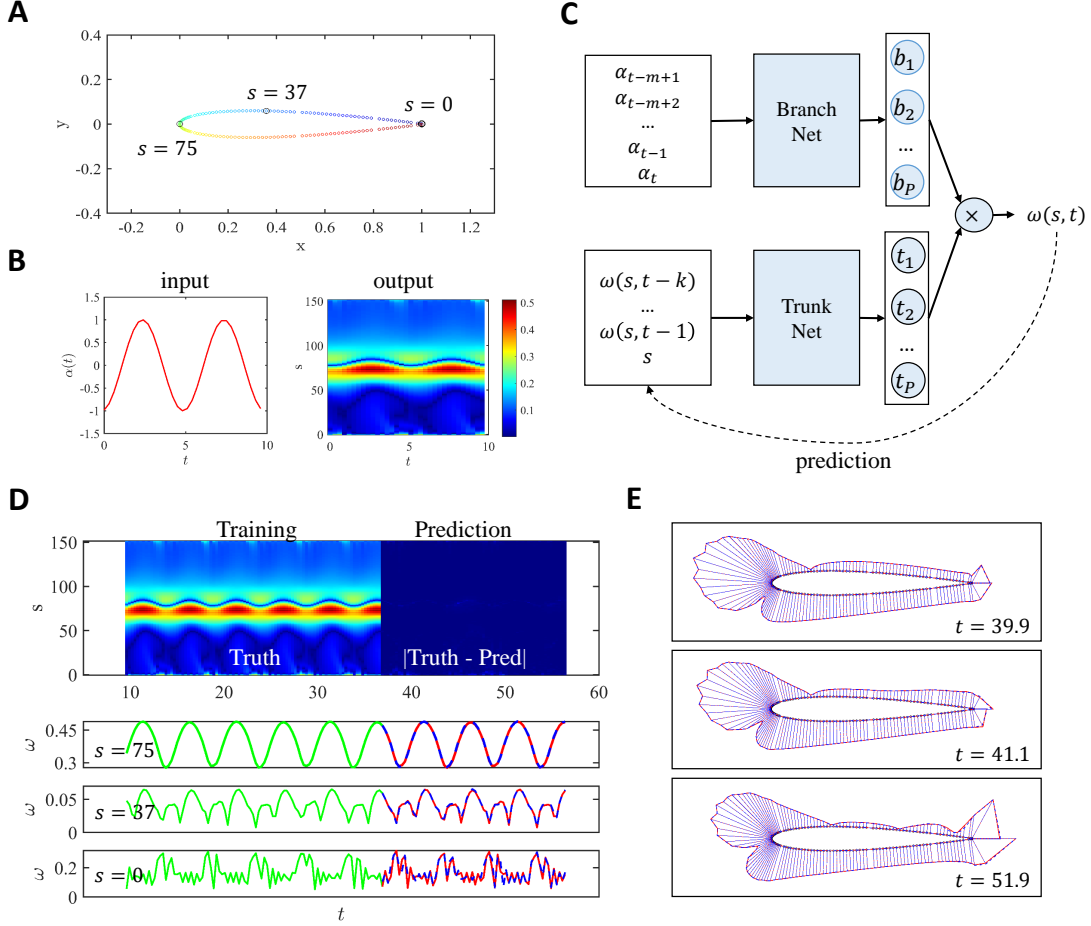 A
0.4
0.2
0
-0.2
-0.4
y
s = 37
s = 0
s = 75
-0.2
0
0.2
0.4
0.6
0.8
1
1.2
x
B
input
1.5
1
0.5
0
-0.5
-1
-1.5
α(t)
0
5
10
t
output
150
100
50
0
s
0
5
10
t
0.5
0.4
0.3
0.2
0.1
C
α_{t−m+1}
α_{t−m+2}
...
α_{t−1}
α_t
Branch
Net
b_1
b_2
...
b_P
×
ω(s, t)
ω(s, t − k)
...
ω(s, t − 1)
s
Trunk
Net
t_1
t_2
...
t_P
prediction
D
Training
Prediction
150
100
50
0
s
Truth
|Truth - Pred|
10
20
30
40
50
60
0.45
0.3
ω
s = 75
0.05
0
ω
s = 37
0.2
0
ω
s = 0
t
E
t = 39.9
t = 41.1
t = 51.9